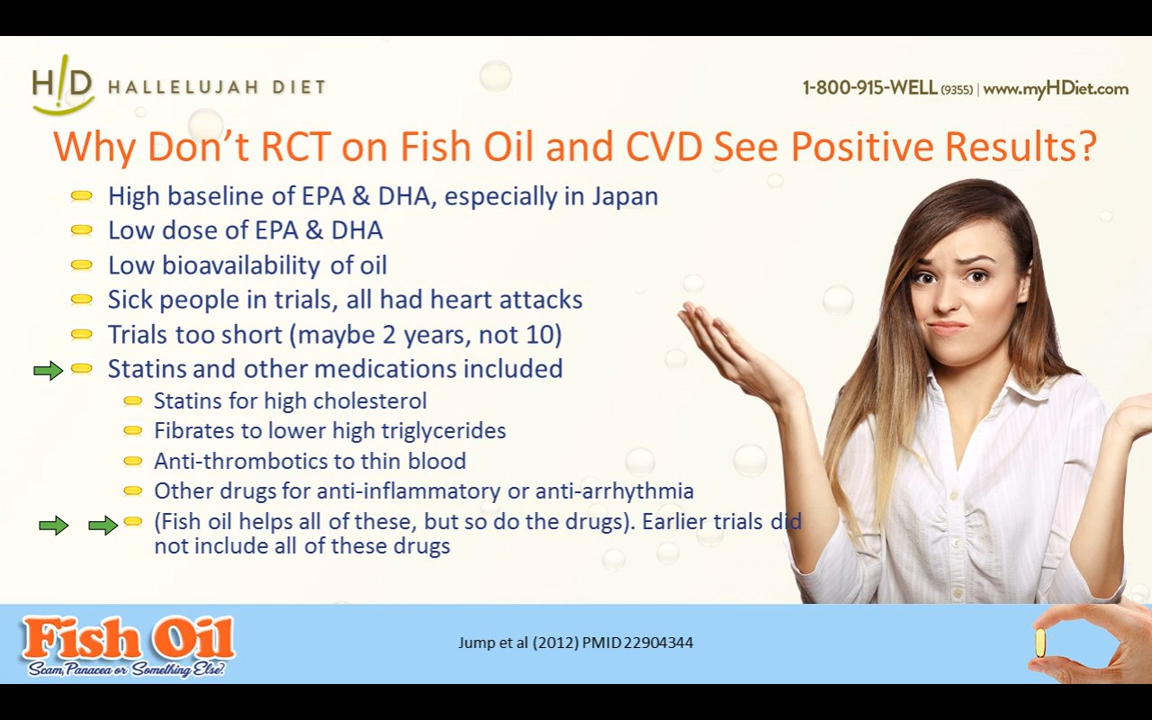 H!D HALLELUJAH DIET
1-800-915-WELL (9355) | www.myHDiet.com
Why Don't RCT on Fish Oil and CVD See Positive Results?
High baseline of EPA & DHA, especially in Japan
Low dose of EPA & DHA
Low bioavailability of oil
Sick people in trials, all had heart attacks
Trials too short (maybe 2 years, not 10)
Statins and other medications included
Statins for high cholesterol
Fibrates to lower high triglycerides
Anti-thrombotics to thin blood
Other drugs for anti-inflammatory or anti-arrhythmia
(Fish oil helps all of these, but so do the drugs). Earlier trials did
not include all of these drugs
Fish Oil
Scam, Panacea or Something Else?
Jump et al (2012) PMID 22904344